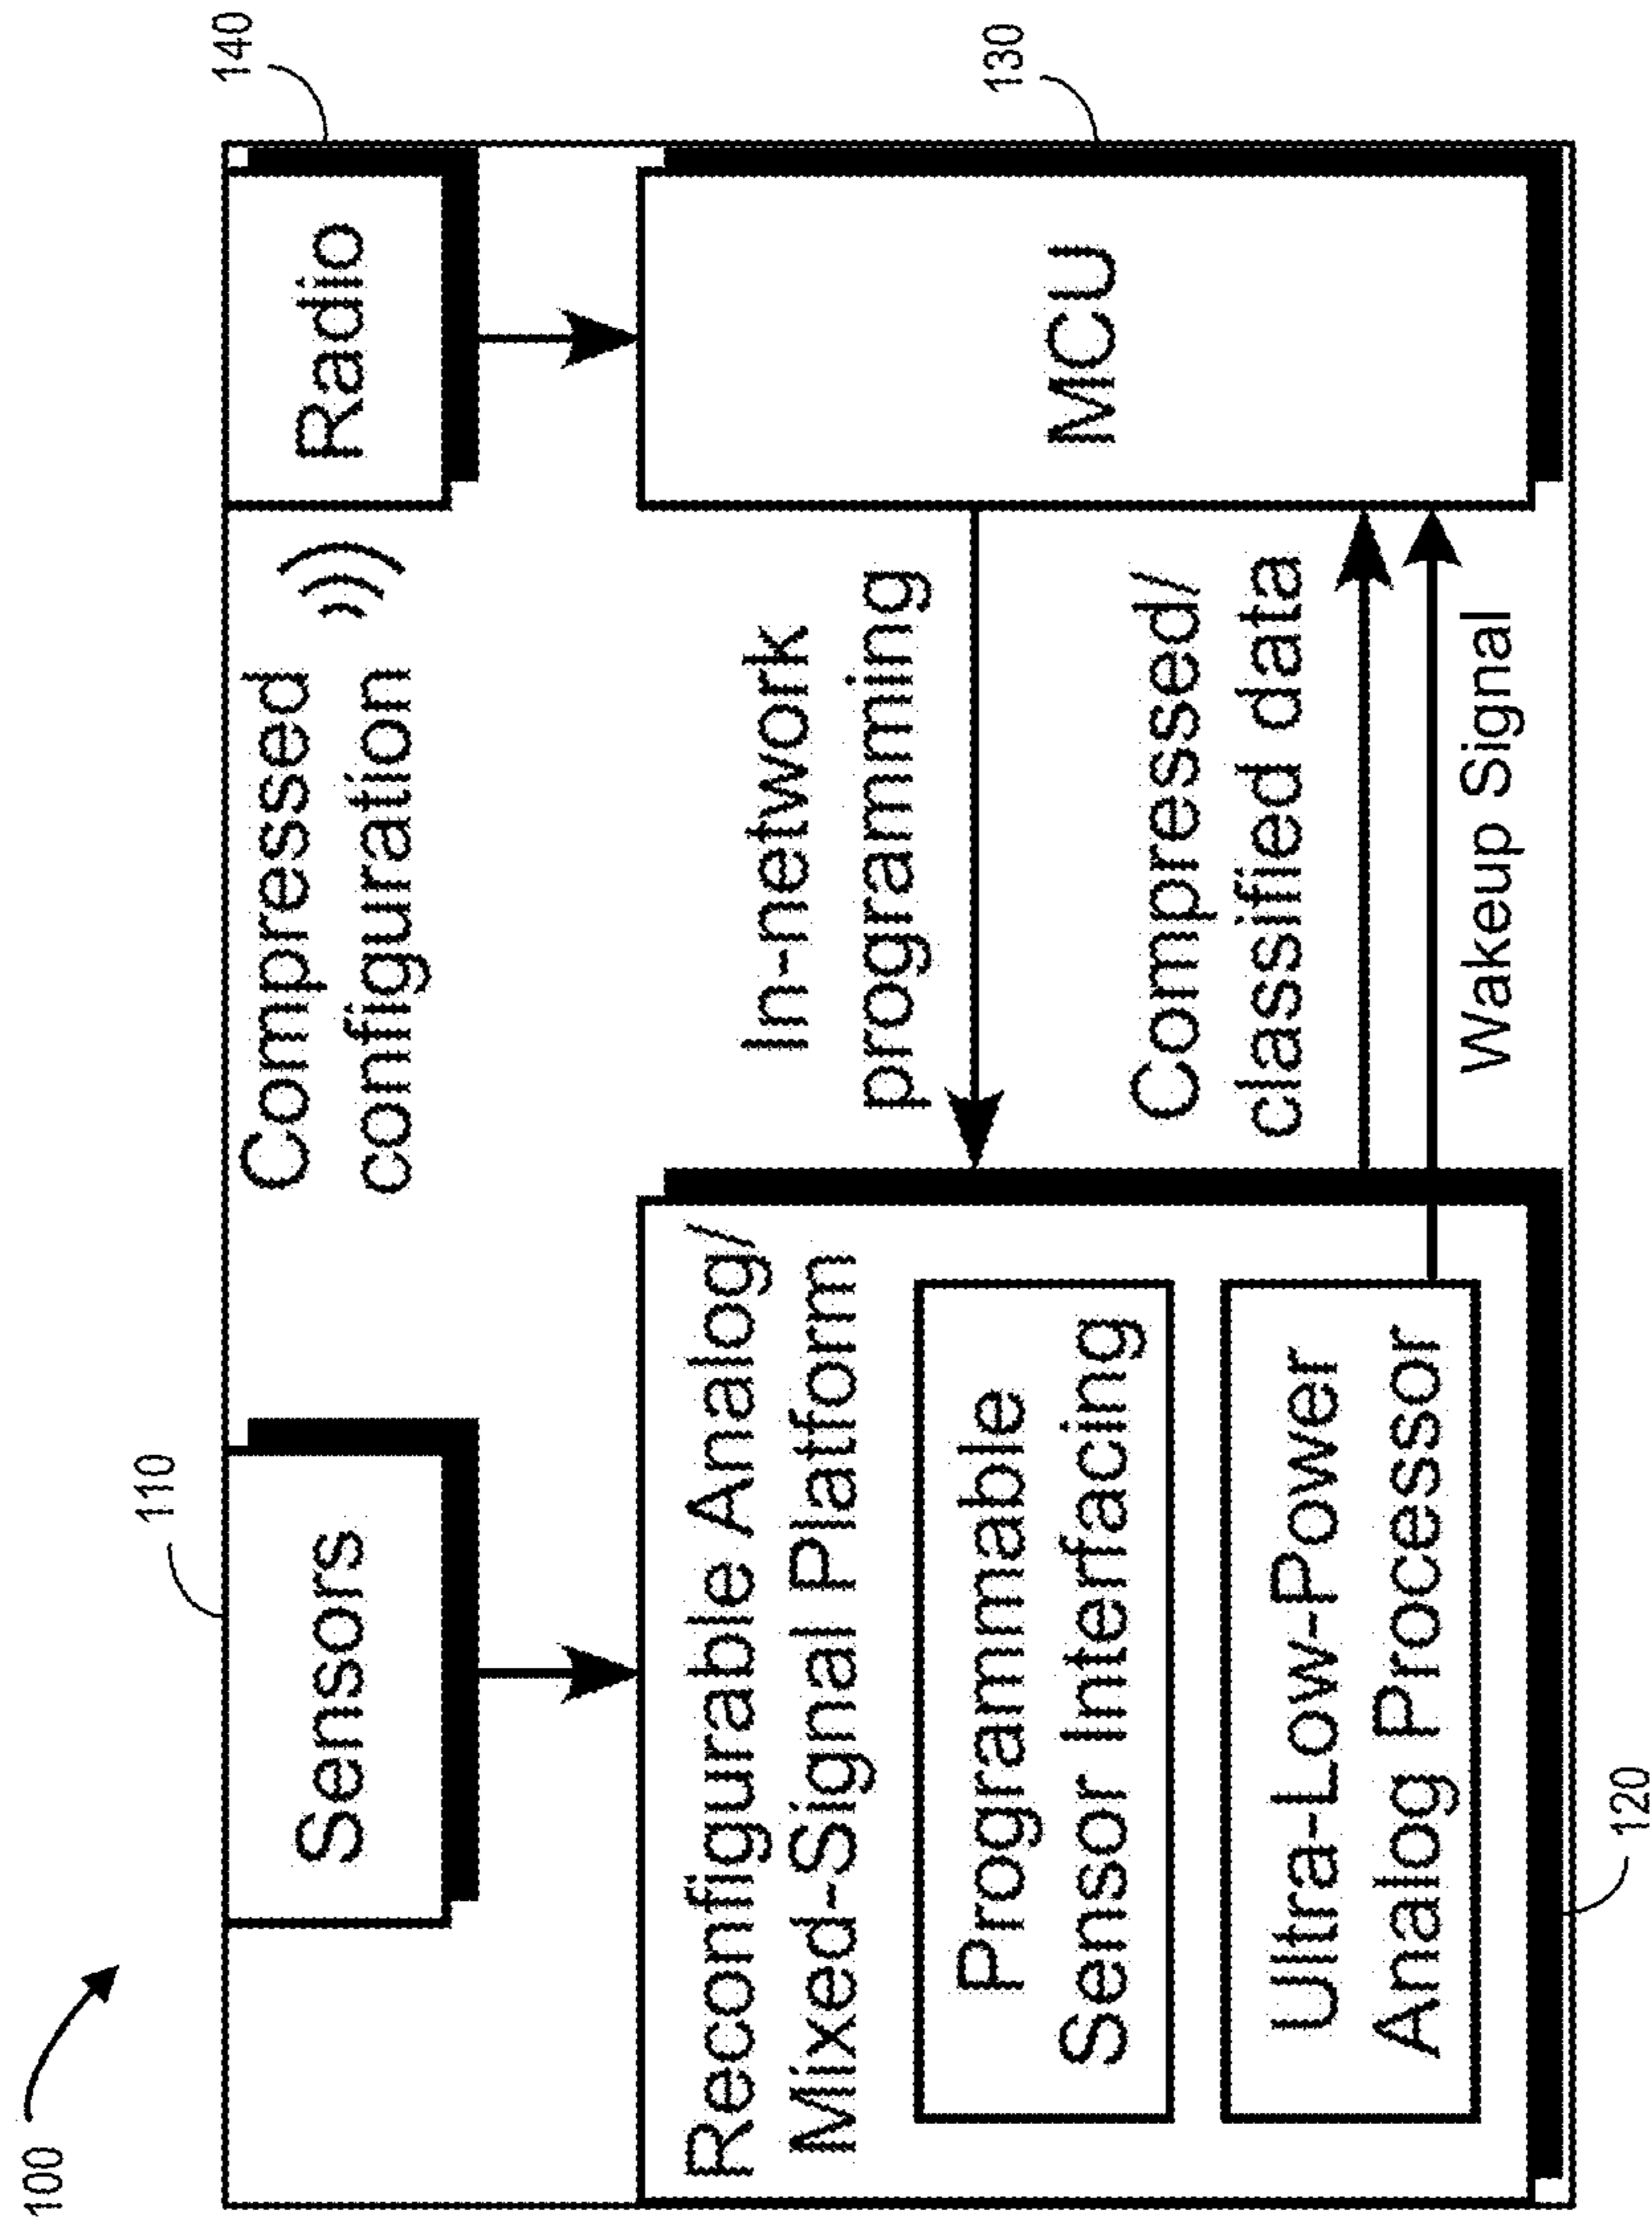 100
110
140
Sensors
Compressed
configuration
Radio
Reconfigurable Analog/
Mixed-Signal Platform
Programmable
Sensor Interfacing
Ultra-Low-Power
Analog Processor
In-network
programming
Compressed/
classified data
Wakeup Signal
MCU
130
120